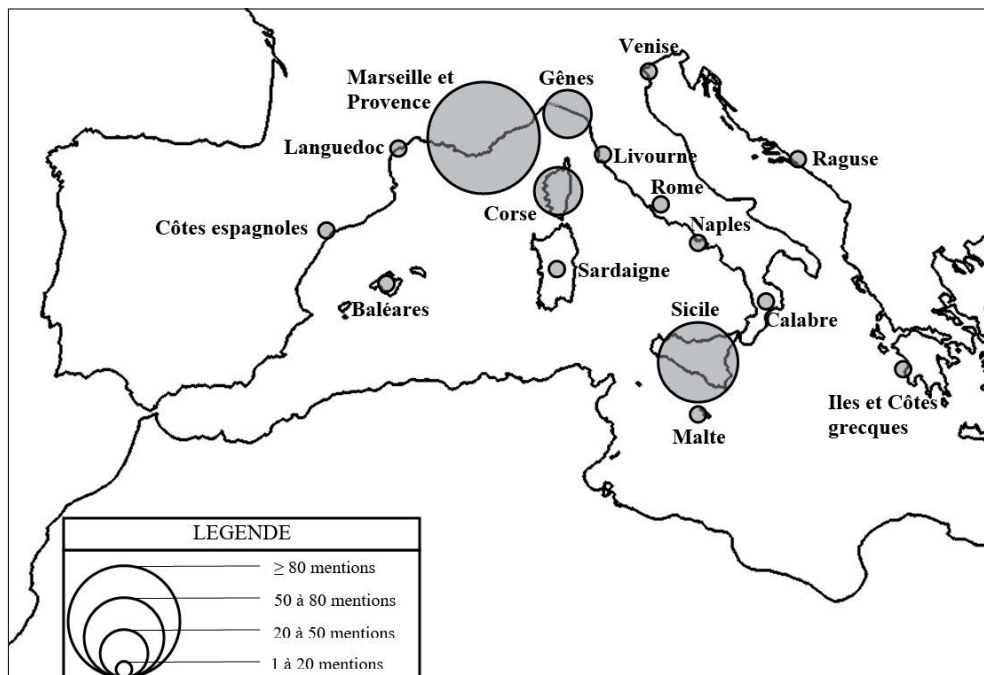 Venise
Marseille et
Provence
Gênes
Languedoc
Livourne
Raguse
Rome
Corse
Côtes espagnoles
Naples
Sardaigne
Baléares
Sicile
Calabre
Iles et Côtes
grecques
Malte
LEGENDE
≥ 80 mentions
50 à 80 mentions
20 à 50 mentions
1 à 20 mentions